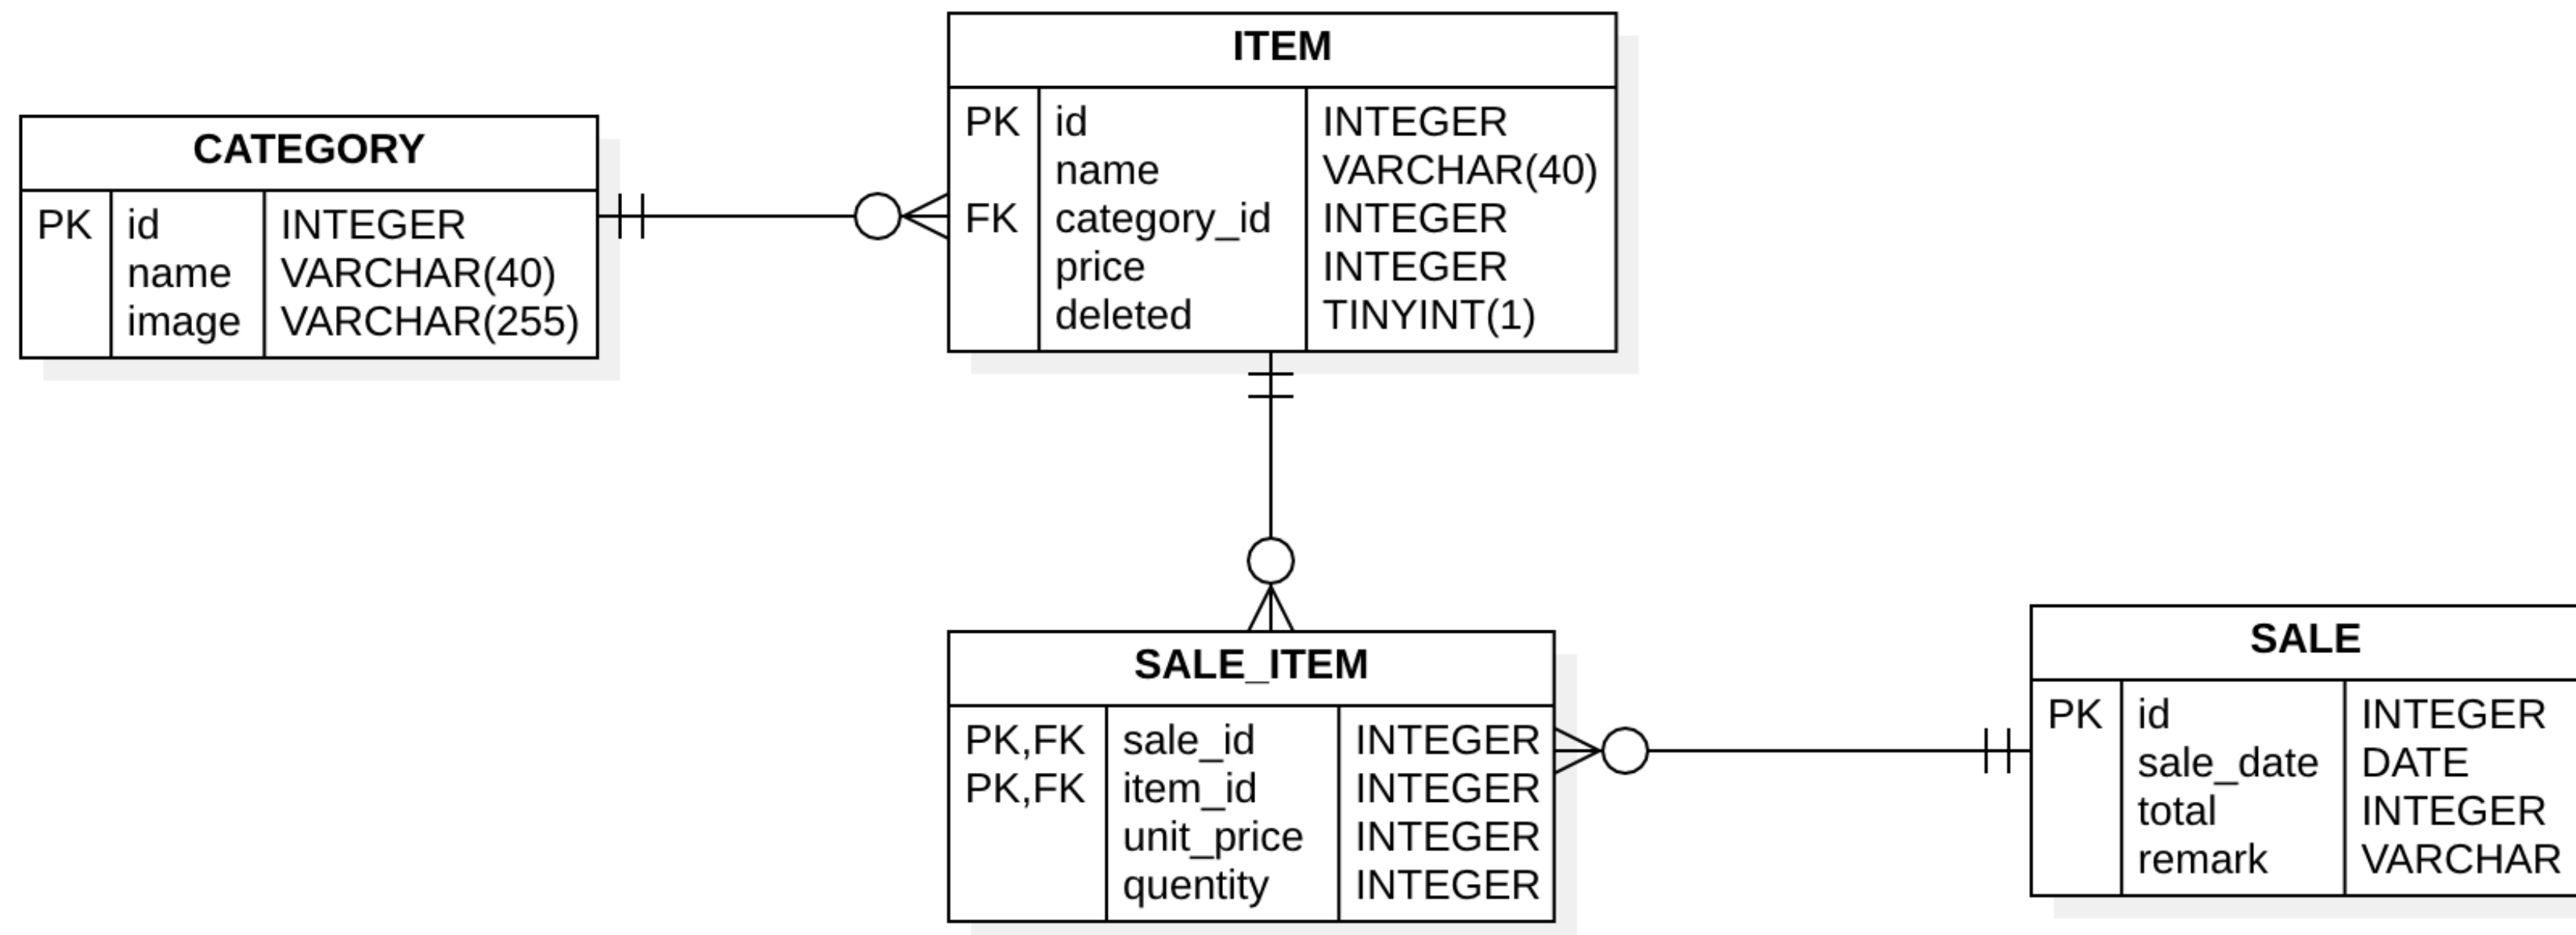 ITEM
PK id INTEGER
name VARCHAR(40)
FK category_id INTEGER
price INTEGER
deleted TINYINT(1)
CATEGORY
PK id INTEGER
name VARCHAR(40)
image VARCHAR(255)
SALE_ITEM
PK,FK sale_id INTEGER
PK,FK item_id INTEGER
unit_price INTEGER
quentity INTEGER
SALE
PK id INTEGER
sale_date DATE
total INTEGER
remark VARCHAR